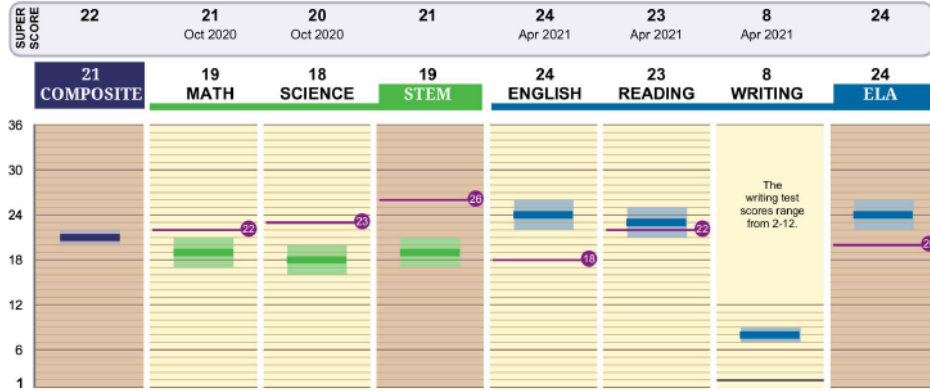 SUPER
SCORE
22
21
Oct 2020
20
Oct 2020
21
24
Apr 2021
23
Apr 2021
8
Apr 2021
24
21
COMPOSITE
19
MATH
18
SCIENCE
19
STEM
24
ENGLISH
23
READING
8
WRITING
24
ELA
36
30
24
18
12
6
1
22
23
26
18
22
The
writing test
scores range
from 2-12.